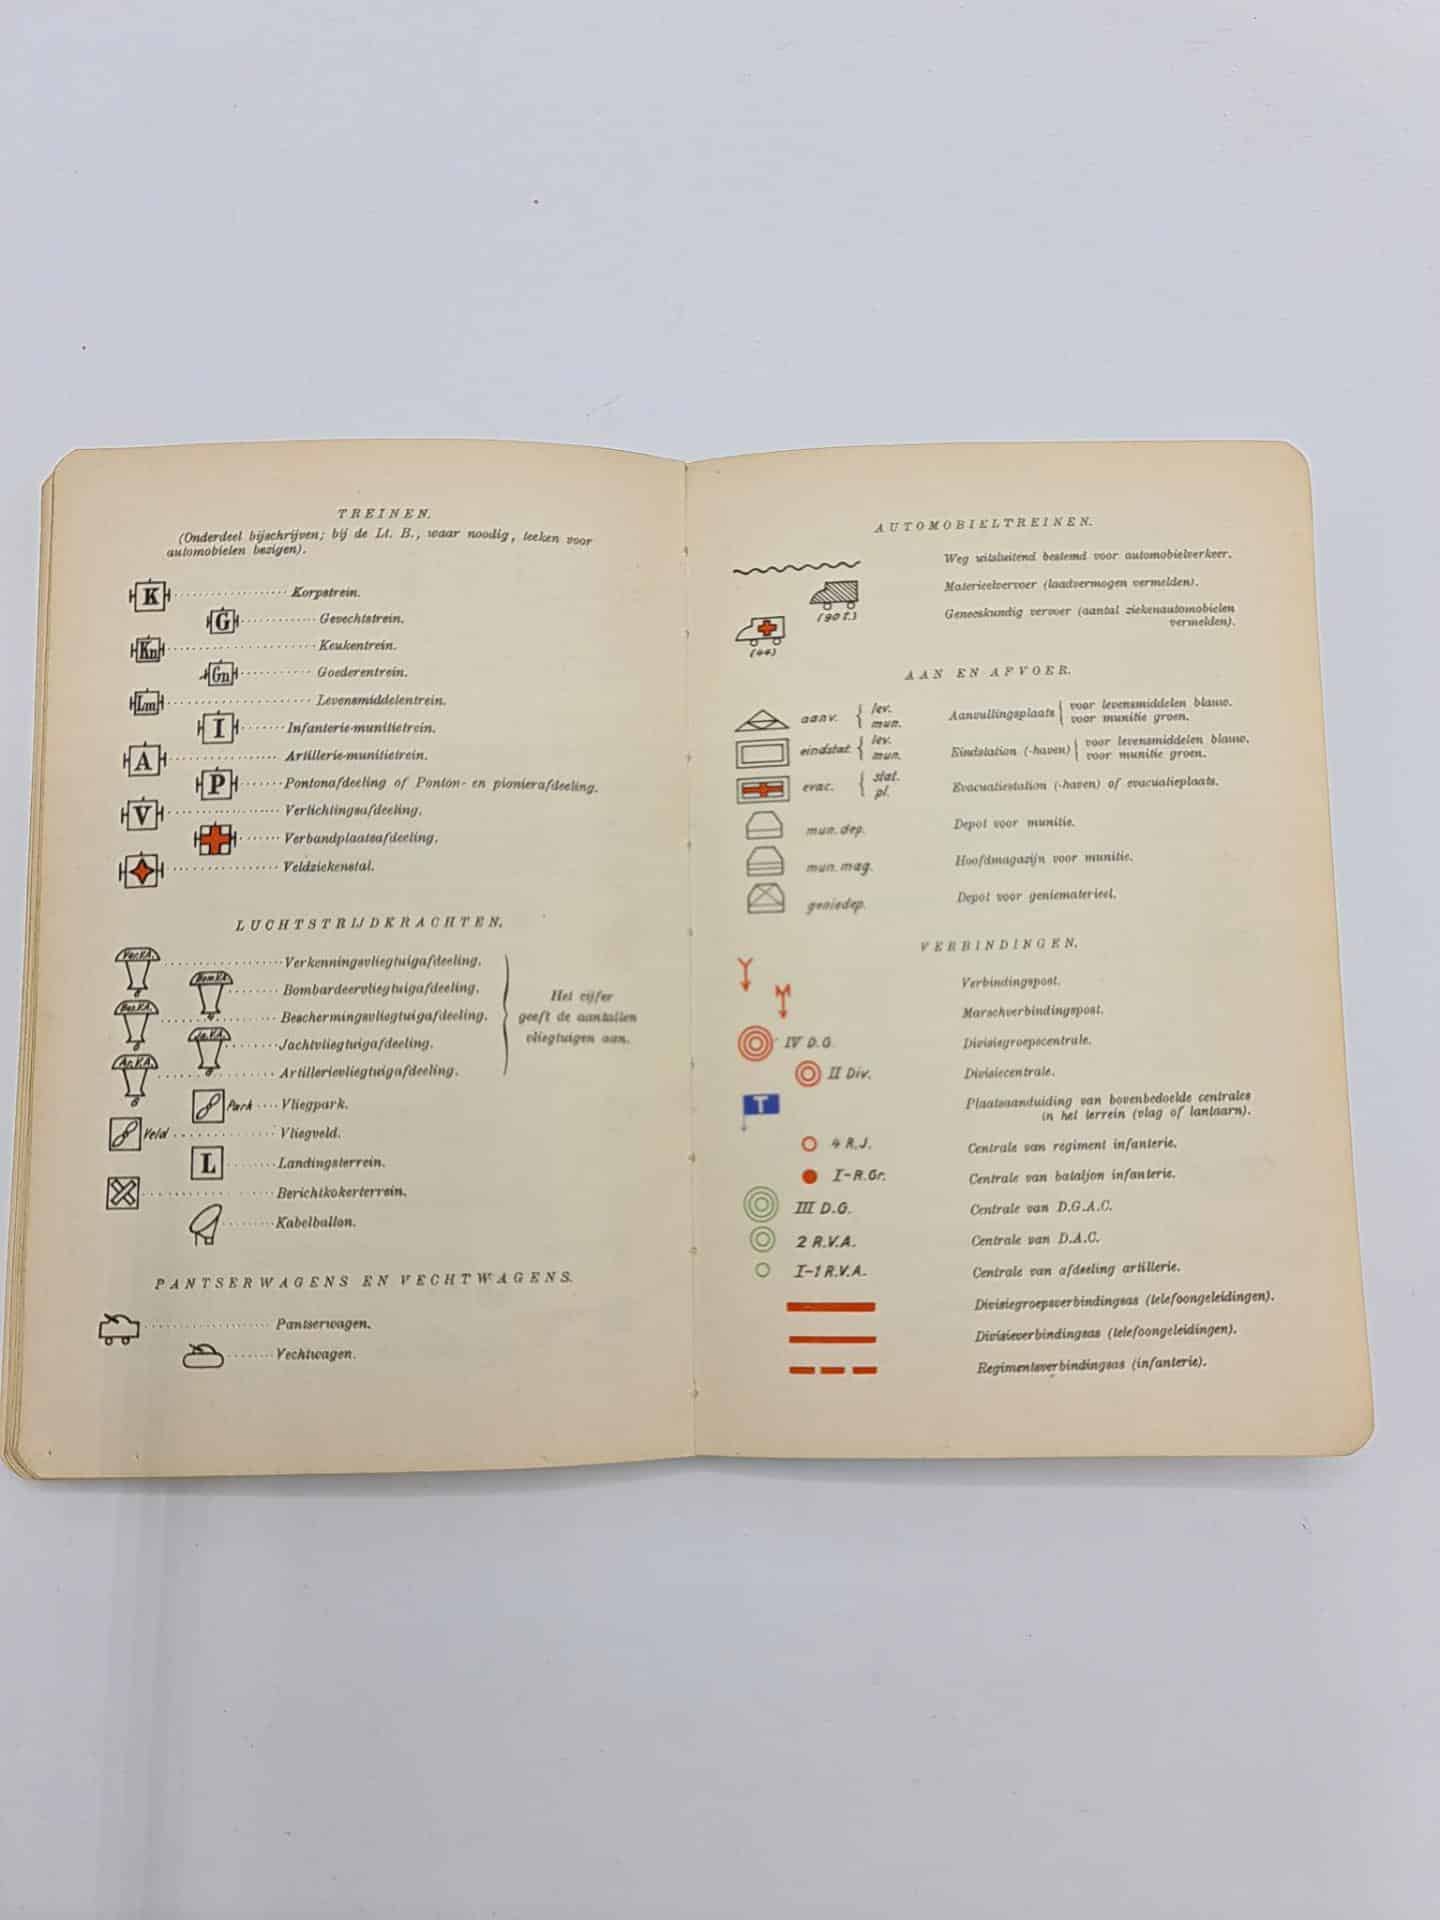 TREINEN.
(Onderdeel bijschrijven; bij de Lt. B., waar noodig, teeken voor
automobielen bezigen).
K Korpstrein.
G Gevechtstrein.
Kn Keukentrein.
Gn Goederentrein.
Lm Levensmiddelentrein.
I Infanterie-munitietrein.
A Artillerie-munitietrein.
P Pontonafdeeling of Ponton- en pionierafdeeling.
V Verlichtingsafdeeling.
Verbandplaatsafdeeling.
Veldziekenstal.
LUCHTSTRIJDKRACHTEN.
Ver.V.A. 8 Verkenningsvliegtuigafdeeling.
Bom.V.A. Bombardeervliegtuigafdeeling.
Bes.V.A. Beschermingsvliegtuigafdeeling.
Ja.V.A. Jachtvliegtuigafdeeling.
Ar.V.A. 8 Artillerievliegtuigafdeeling.
Het cijfer
geeft de aantallen
vliegtuigen aan.
Park Vliegpark.
Veld Vliegveld.
L Landingsterrein.
Berichtkokerterrein.
Kabelballon.
PANTSERWAGENS EN VECHTWAGENS.
Pantserwagen.
Vechtwagen.
AUTOMOBIELTREINEN.
Weg uitsluitend bestemd voor automobielverkeer.
(90 T.) Materieelvervoer (laadvermogen vermelden).
(44) Geneeskundig vervoer (aantal ziekenautomobielen
vermelden).
AAN EN AFVOER.
aanv. { lev. mun. Aanvullingsplaats { voor levensmiddelen blauw.
voor munitie groen.
eindstat. { lev. mun. Eindstation (-haven) { voor levensmiddelen blauw.
voor munitie groen.
evac. { stat. pl. Evacuatiestation (-haven) of evacuatieplaats.
mun. dep. Depot voor munitie.
mun. mag. Hoofdmagazijn voor munitie.
geniedep. Depot voor geniematerieel.
VERBINDINGEN.
Y Verbindingspost.
M Marschverbindingspost.
IV D.G. Divisiegroepscentrale.
II Div. Divisiecentrale.
T Plaatsaanduiding van bovenbedoelde centrales
in het terrein (vlag of lantaarn).
4 R.J. Centrale van regiment infanterie.
I-R.Gr. Centrale van bataljon infanterie.
III D.G. Centrale van D.G.A.C.
2 R.V.A. Centrale van D.A.C.
I-1 R.V.A. Centrale van afdeeling artillerie.
Divisiegroepsverbindingsas (telefoongeleidingen).
Divisieverbindingsas (telefoongeleidingen).
Regimentsverbindingsas (infanterie).